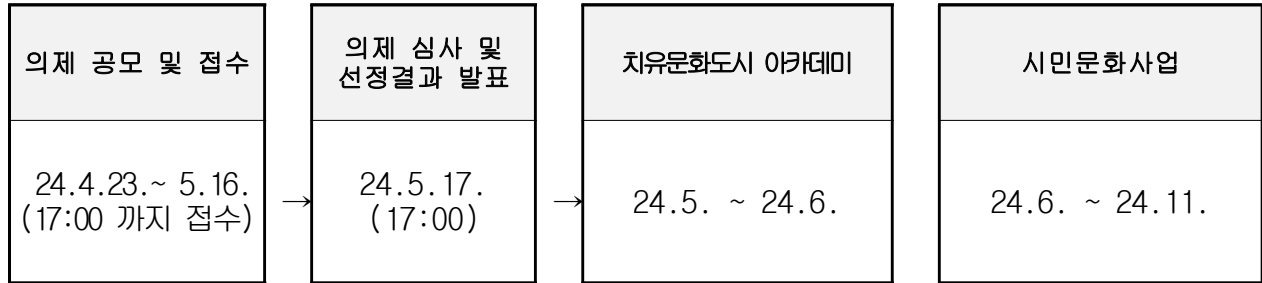 의제 공모 및 접수
24.4.23.~ 5.16.
(17:00 까지 접수)
→
의제 심사 및
선정결과 발표
24.5.17.
(17:00)
→
치유문화도시 아카데미
24.5. ~ 24.6.
시민문화사업
24.6. ~ 24.11.